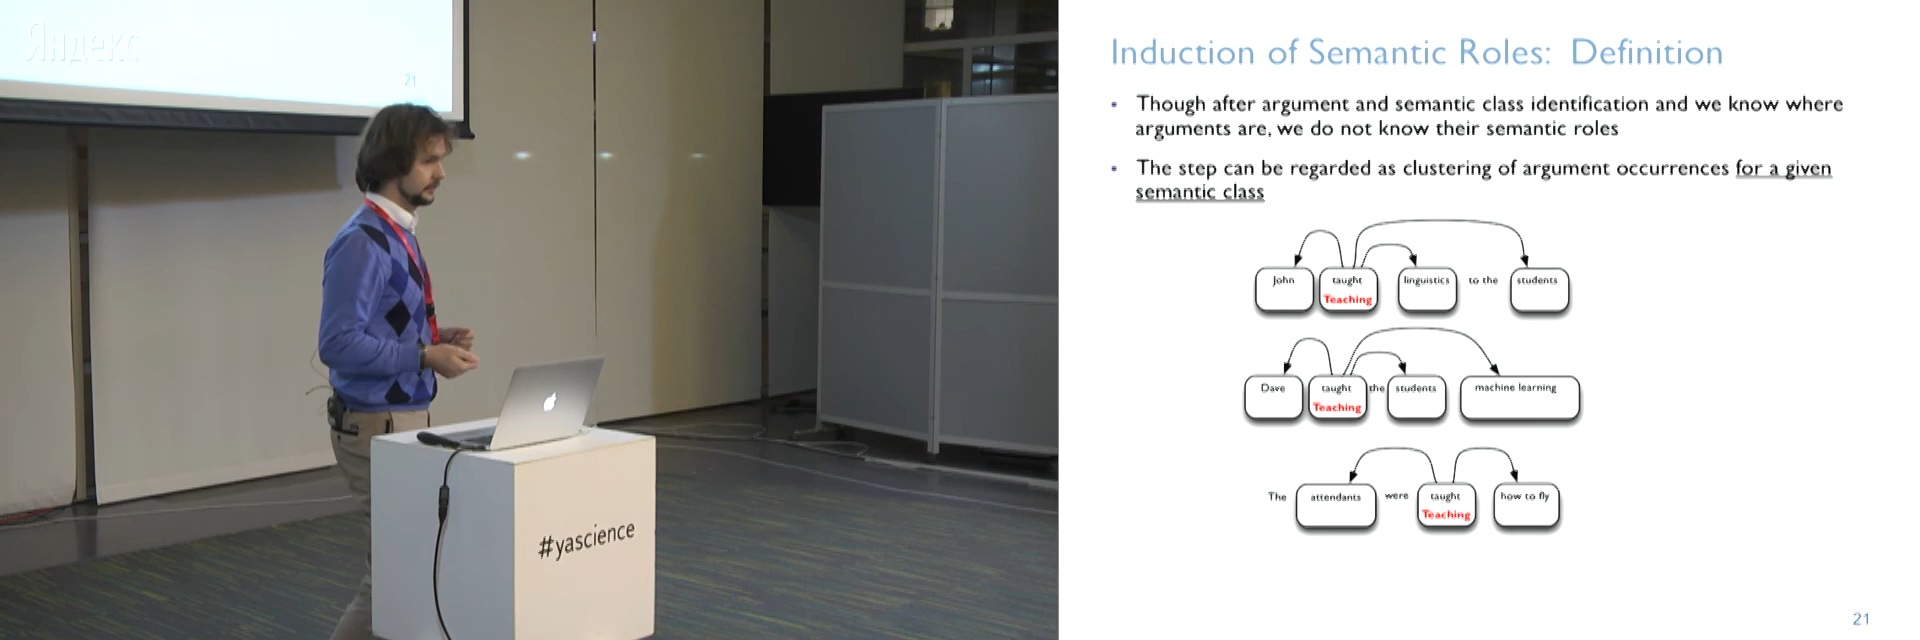 Яндекс
21
#yascience
Induction of Semantic Roles: Definition
• Though after argument and semantic class identification and we know where
arguments are, we do not know their semantic roles
• The step can be regarded as clustering of argument occurrences for a given
semantic class
John taught linguistics to the students
Teaching
Dave taught the students machine learning
Teaching
The attendants were taught how to fly
Teaching
21